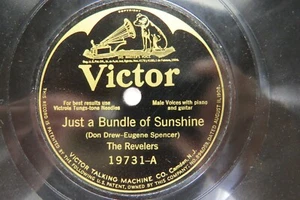 Victor
For best results use
Victrola Tungs-tone Needles
Male Voices with piano
and guitar
Just a Bundle of Sunshine
(Don Drew-Eugene Spencer)
The Revelers
19731-A
VICTOR TALKING MACHINE CO. Camden, N.J.